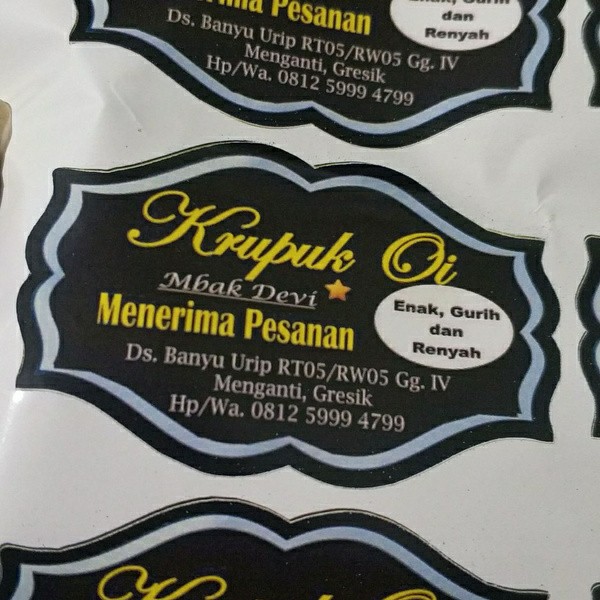 Pesanan
Enak, Gurih
dan
Renyah
Ds. Banyu Urip RT05/RW05 Gg. IV
Menganti, Gresik
Hp/Wa. 0812 5999 4799
Krupuk Oi
Mbak Devi
Menerima Pesanan
Enak, Gurih
dan
Renyah
Ds. Banyu Urip RT05/RW05 Gg. IV
Menganti, Gresik
Hp/Wa. 0812 5999 4799